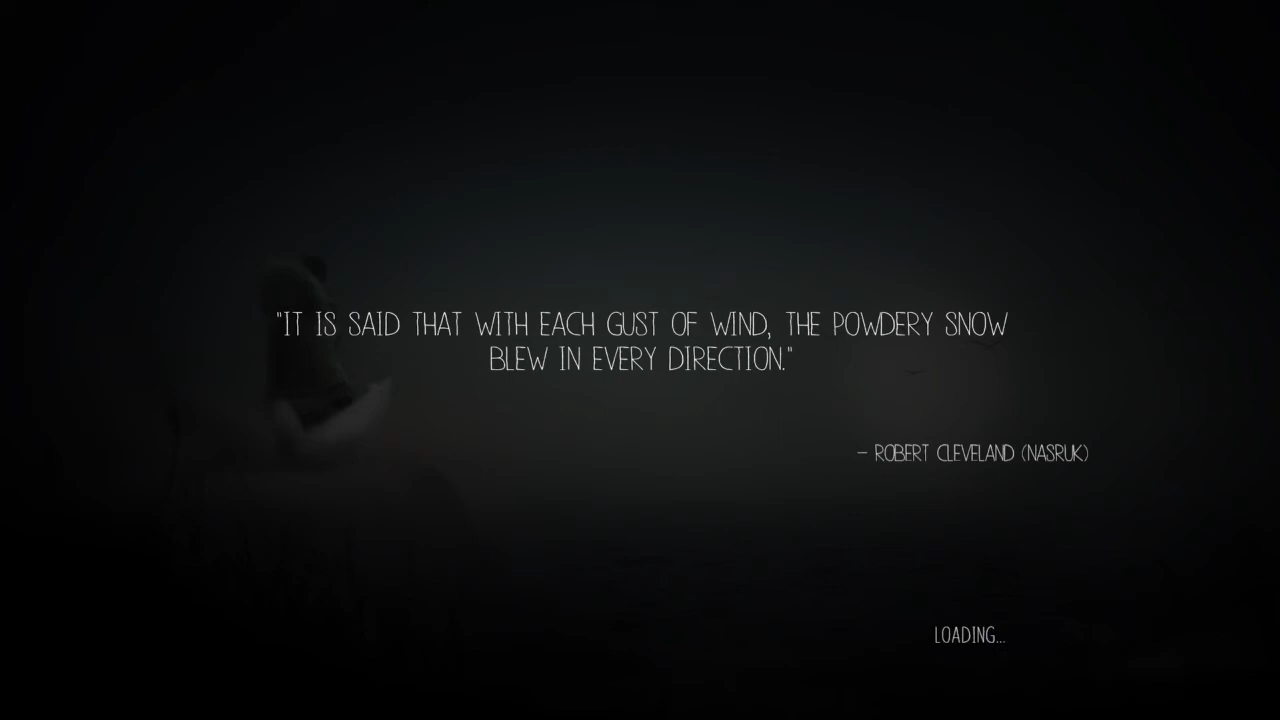 "IT IS SAID THAT WITH EACH GUST OF WIND, THE POWDERY SNOW
BLEW IN EVERY DIRECTION."
– ROBERT CLEVELAND (NASRUK)
LOADING...